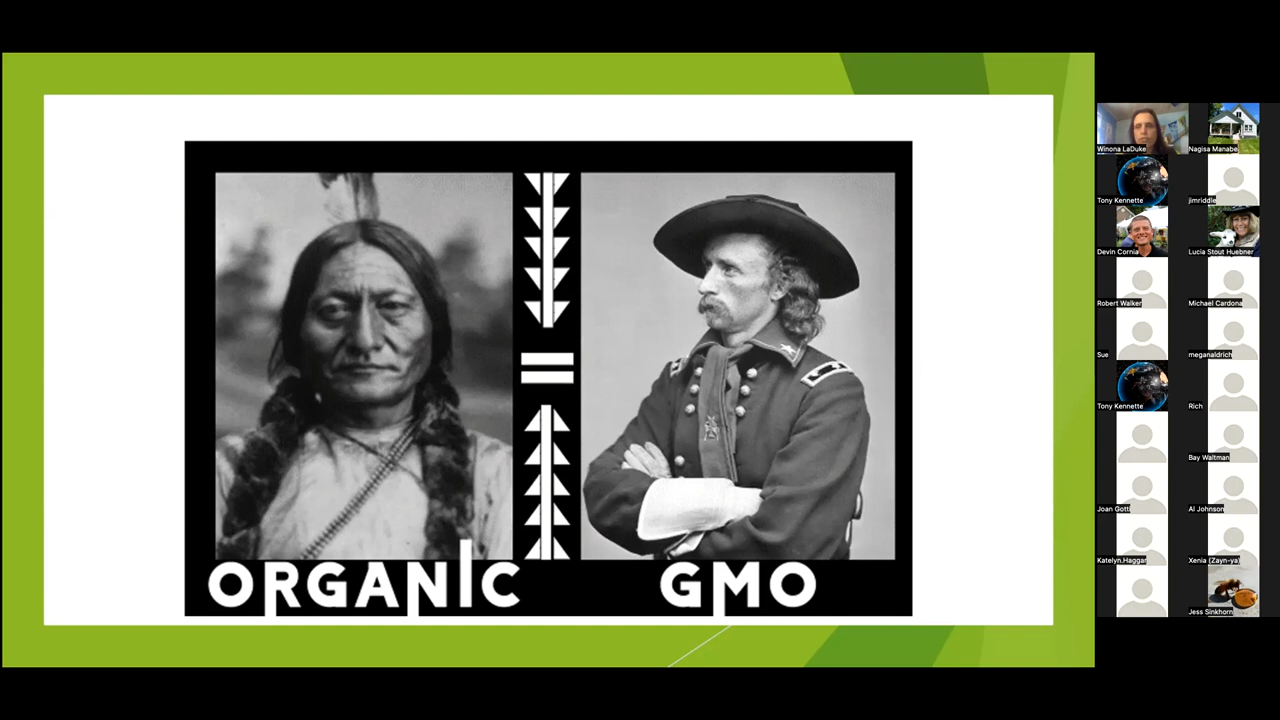 ORGANIC
GMO
Winona LaDuke
Nagisa Manabe
Tony Kennette
jimriddle
Devin Cornia
Lucia Stout Huebner
Robert Walker
Michael Cardona
Sue
meganaldrich
Tony Kennette
Rich
Bay Waltman
Joan Gotti
Al Johnson
Katelyn.Haggar
Xenia (Zayn-ya)
Jess Sinkhorn